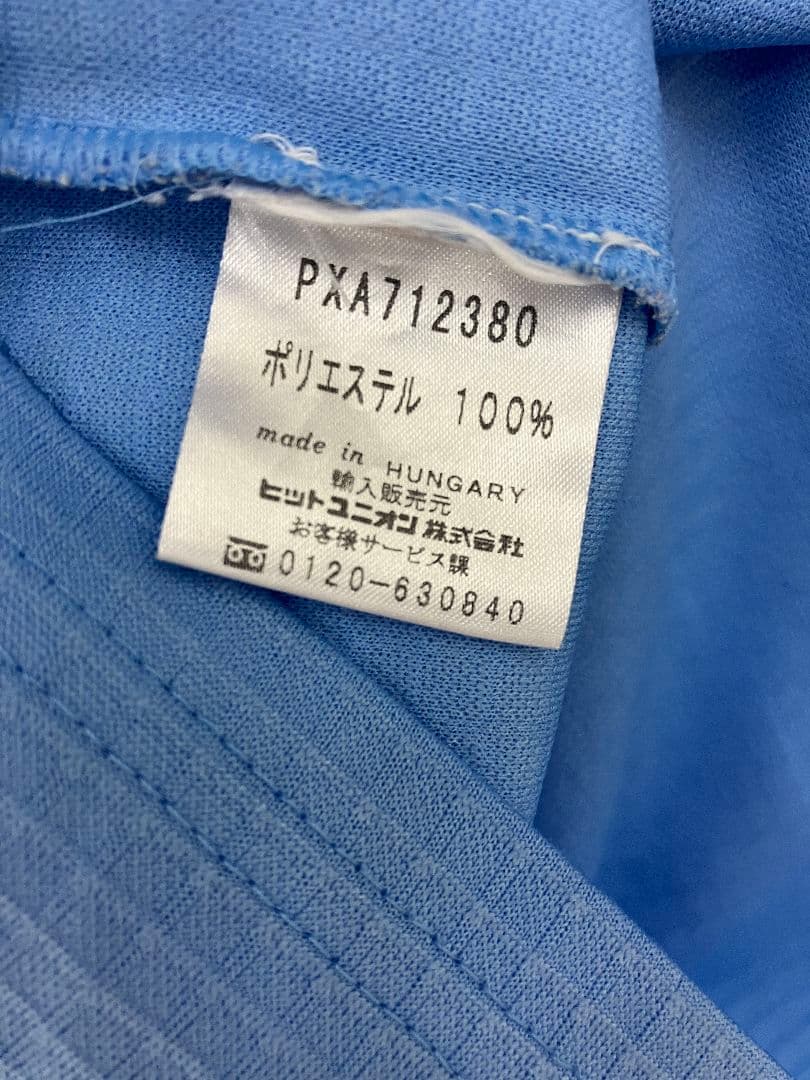 PXA712380
ポリエステル 100%
made in HUNGARY
輸入販売元
ヒットユニオン株式会社
お客様サービス課
0120-630840